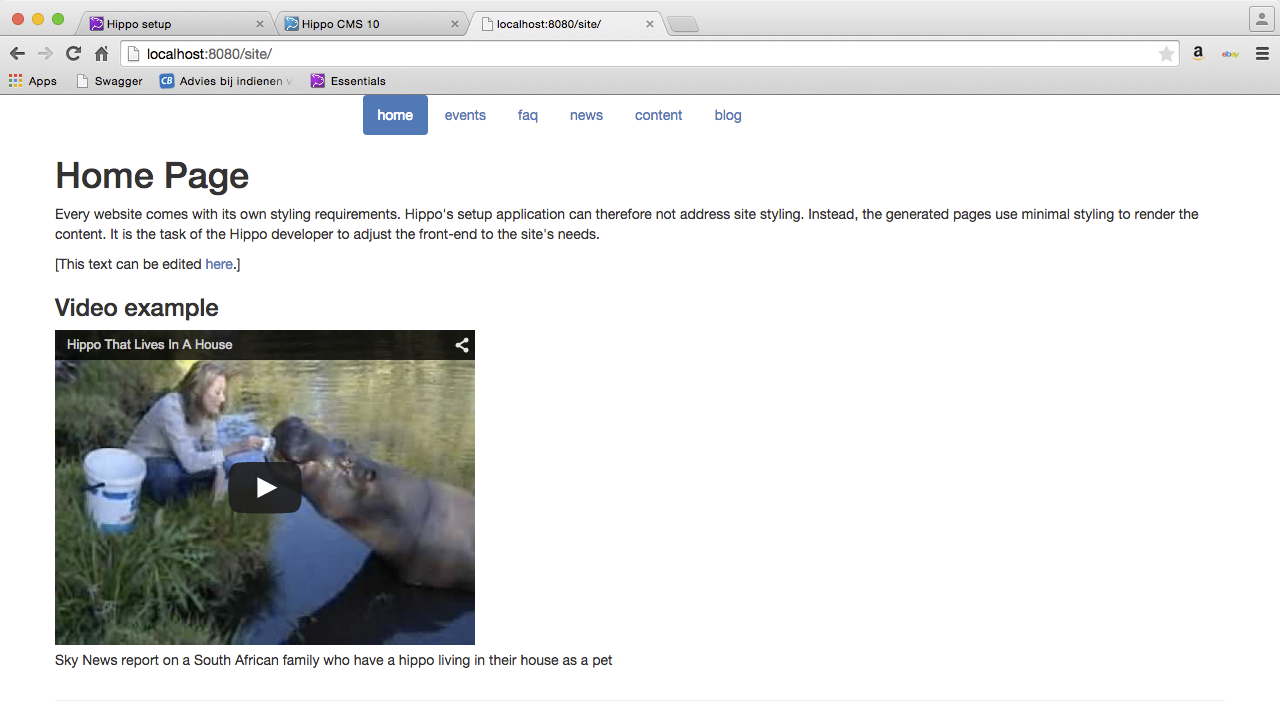 Hippo setup
Hippo CMS 10
localhost:8080/site/
localhost:8080/site/
a
ebay
Apps
Swagger
CB
Advies bij indienen v
Essentials
home
events
faq
news
content
blog
Home Page
Every website comes with its own styling requirements. Hippo's setup application can therefore not address site styling. Instead, the generated pages use minimal styling to render the
content. It is the task of the Hippo developer to adjust the front-end to the site's needs.
[This text can be edited here.]
Video example
Hippo That Lives In A House
Sky News report on a South African family who have a hippo living in their house as a pet